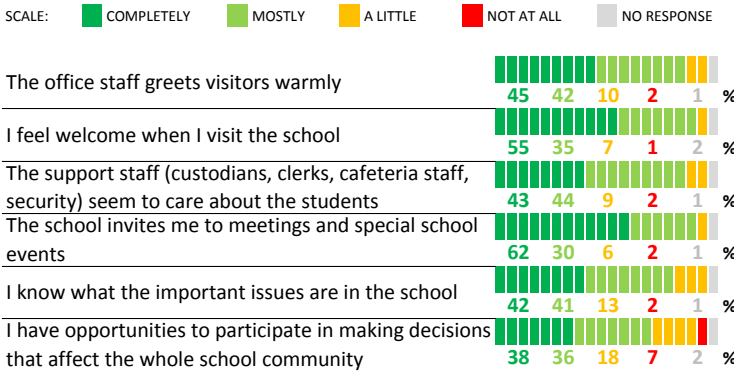 SCALE: COMPLETELY MOSTLY A LITTLE NOT AT ALL NO RESPONSE
The office staff greets visitors warmly
45 42 10 2 1 %
I feel welcome when I visit the school
55 35 7 1 2 %
The support staff (custodians, clerks, cafeteria staff,
security) seem to care about the students
43 44 9 2 1 %
The school invites me to meetings and special school
events
62 30 6 2 1 %
I know what the important issues are in the school
42 41 13 2 1 %
I have opportunities to participate in making decisions
that affect the whole school community
38 36 18 7 2 %